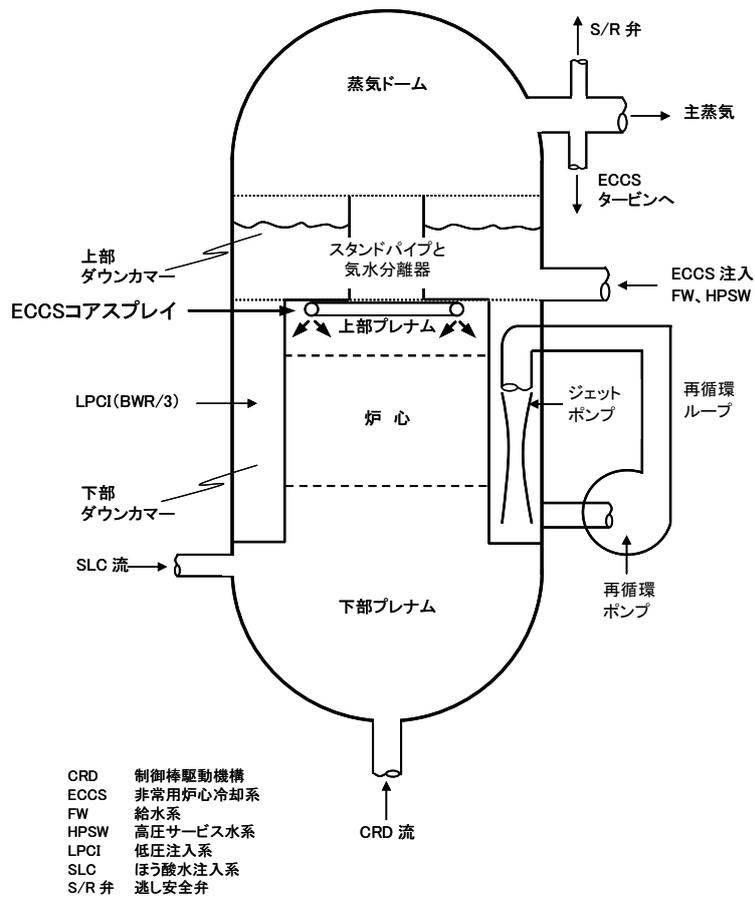 S/R 弁
蒸気ドーム
主蒸気
ECCS
タービンへ
上部
ダウンカマー
スタンドパイプと
気水分離器
ECCS 注入
FW、HPSW
ECCSコアスプレイ
上部プレナム
LPCI(BWR/3)
炉 心
ジェット
ポンプ
再循環
ループ
下部
ダウンカマー
SLC 流
下部プレナム
再循環
ポンプ
CRD 流
CRD 制御棒駆動機構
ECCS 非常用炉心冷却系
FW 給水系
HPSW 高圧サービス水系
LPCI 低圧注入系
SLC ほう酸水注入系
S/R 弁 逃し安全弁